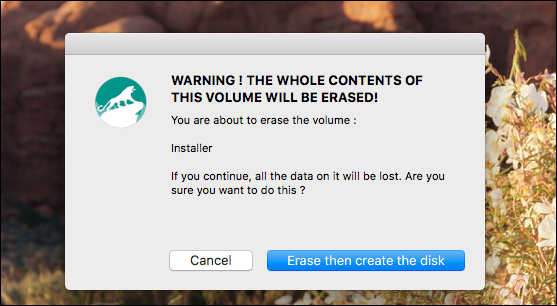 WARNING ! THE WHOLE CONTENTS OF
THIS VOLUME WILL BE ERASED!
You are about to erase the volume :
Installer
If you continue, all the data on it will be lost. Are you
sure you want to do this ?
Cancel
Erase then create the disk